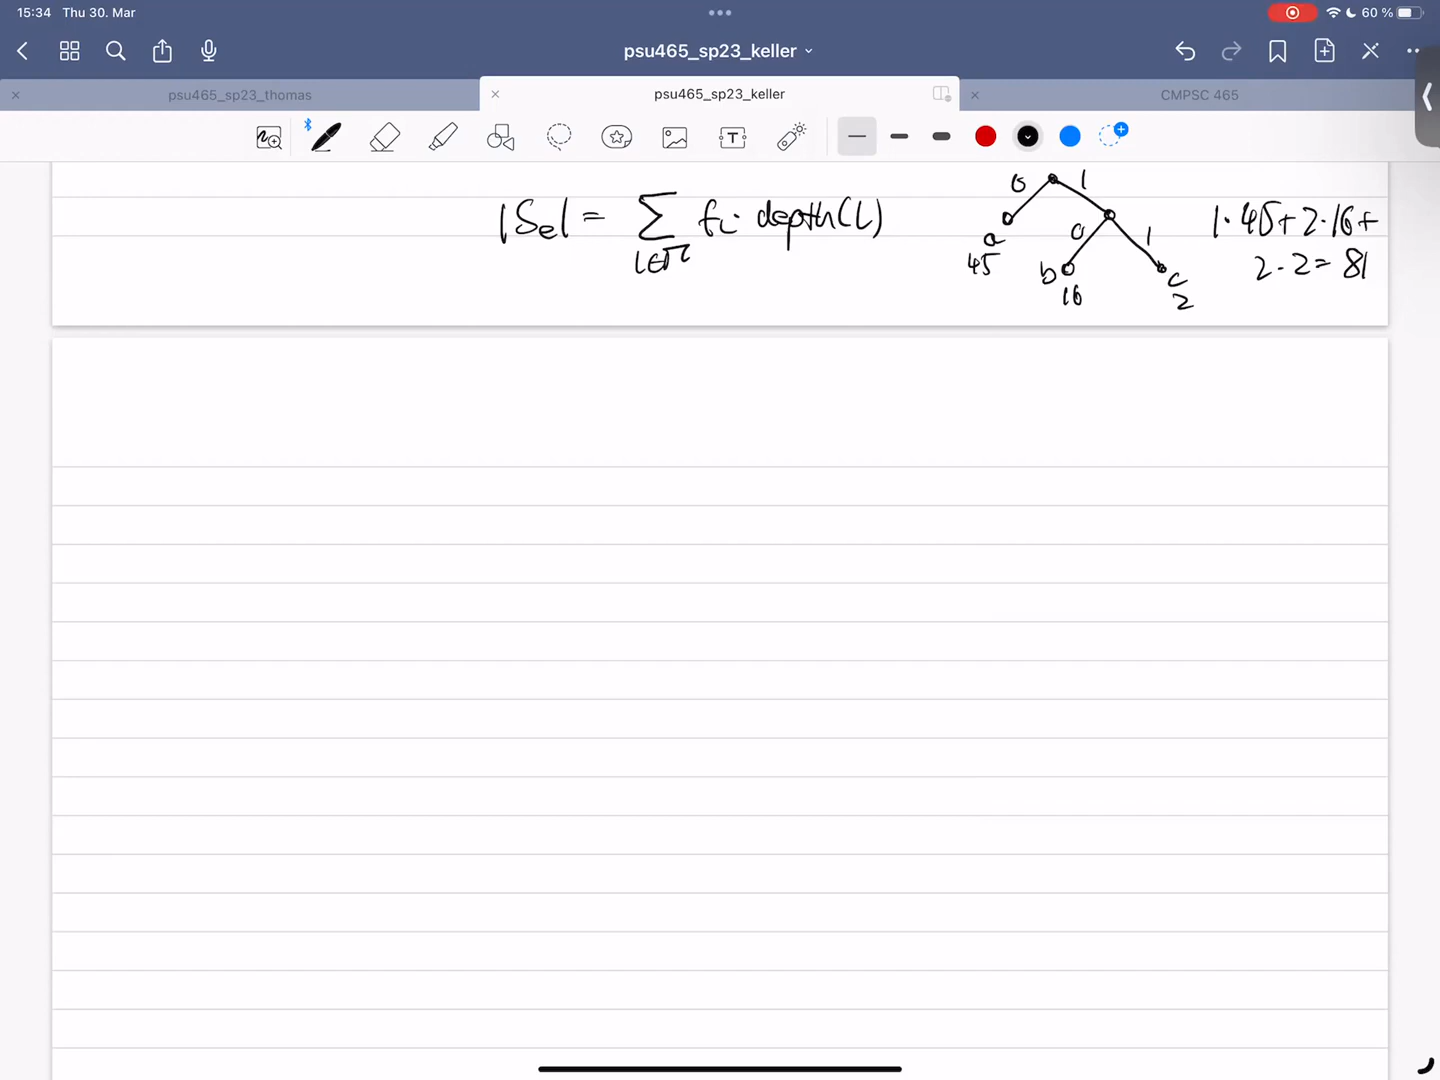 15:34 Thu 30. Mar 60 %
psu465_sp23_keller
psu465_sp23_thomas psu465_sp23_keller CMPSC 465
|Se| = Σ fi · depth(l)
l∈Γ
0 1
a 0 1
45 b c
16 2
1·45+2·16+
2·2=81